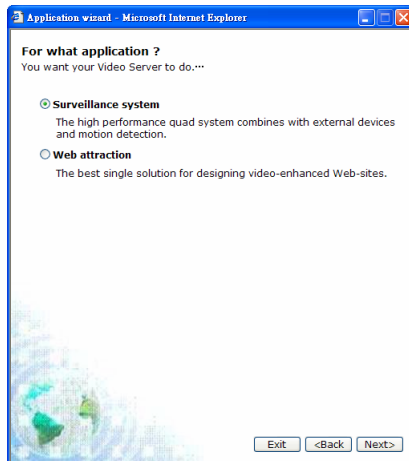 Application wizard - Microsoft Internet Explorer
For what application ?
You want your Video Server to do.···
Surveillance system
The high performance quad system combines with external devices
and motion detection.
Web attraction
The best single solution for designing video-enhanced Web-sites.
Exit <Back Next>